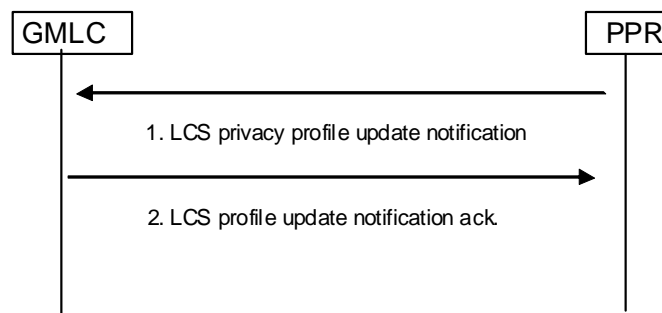 GMLC
PPR
1. LCS privacy profile update notification
2. LCS profile update notification ack.